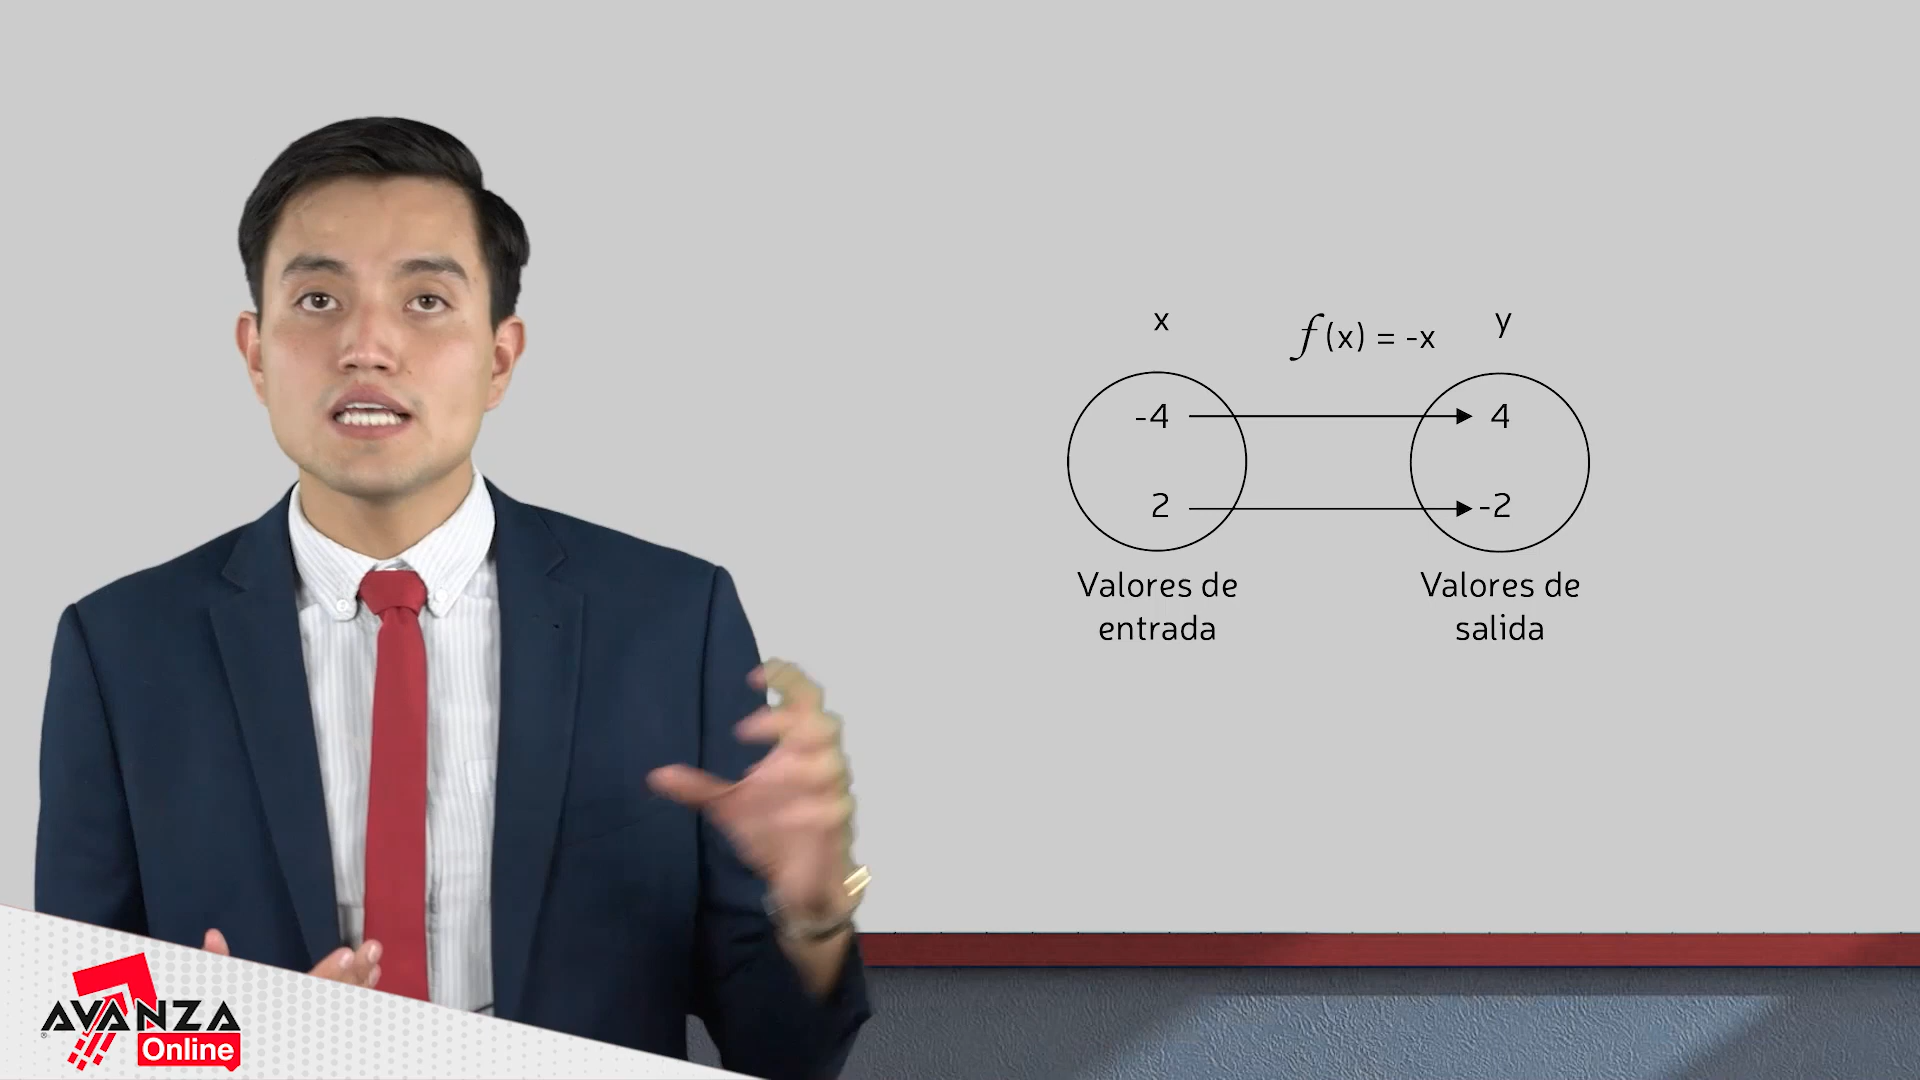 x
f(x) = -x
y
-4
4
2
-2
Valores de
entrada
Valores de
salida
AVANZA
Online